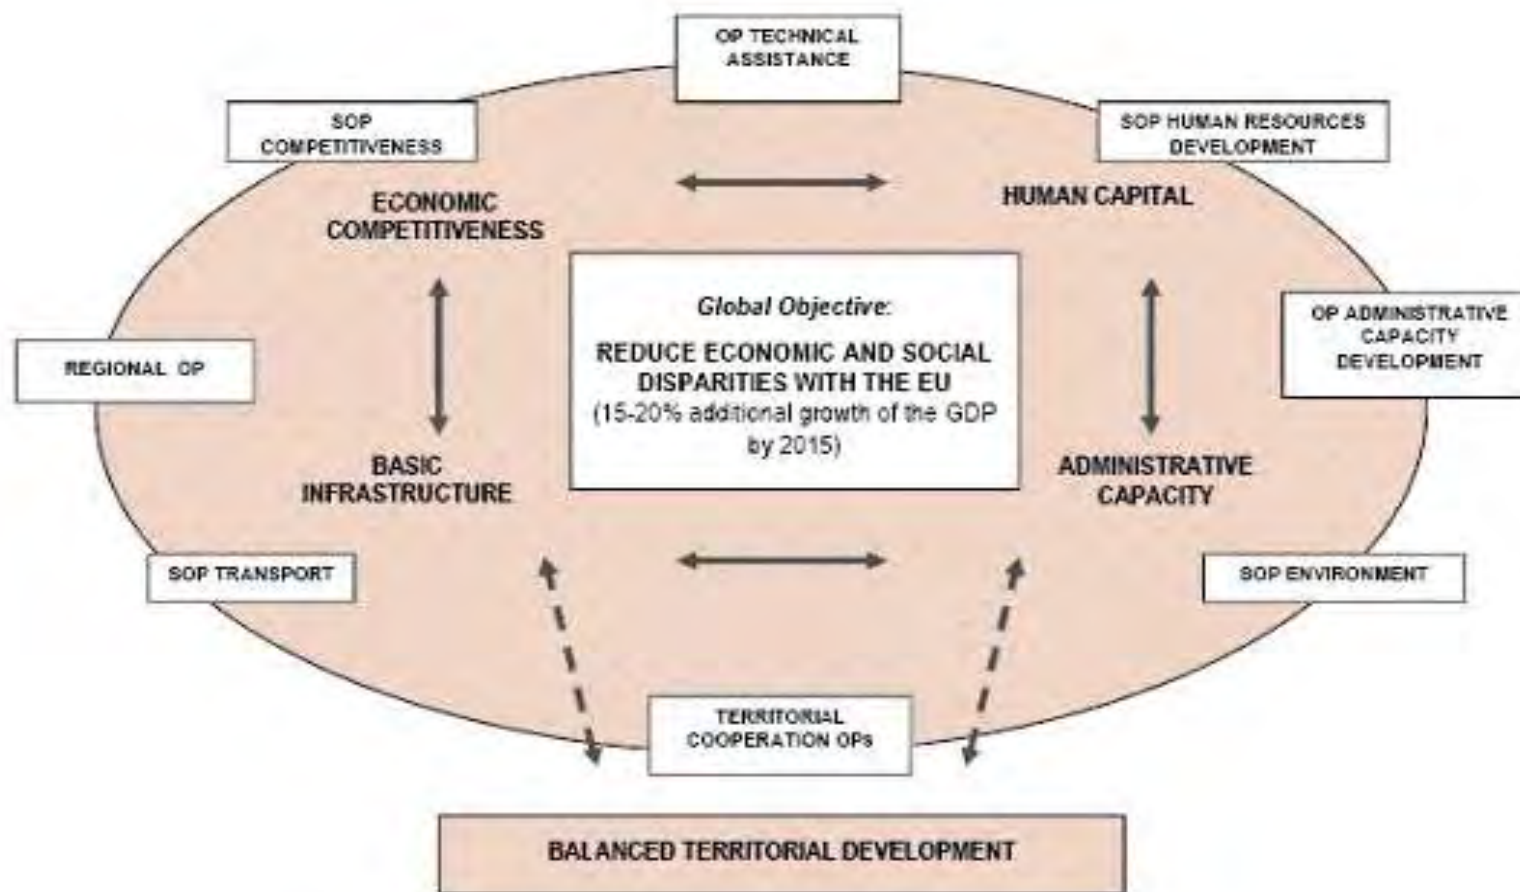 OP TECHNICAL
ASSISTANCE
SOP
COMPETITIVENESS
SOP HUMAN RESOURCES
DEVELOPMENT
ECONOMIC
COMPETITIVENESS
HUMAN CAPITAL
Global Objective:
REDUCE ECONOMIC AND SOCIAL
DISPARITIES WITH THE EU
(15-20% additional growth of the GDP
by 2015)
REGIONAL OP
OP ADMINISTRATIVE
CAPACITY
DEVELOPMENT
BASIC
INFRASTRUCTURE
ADMINISTRATIVE
CAPACITY
SOP TRANSPORT
SOP ENVIRONMENT
TERRITORIAL
COOPERATION OPs
BALANCED TERRITORIAL DEVELOPMENT